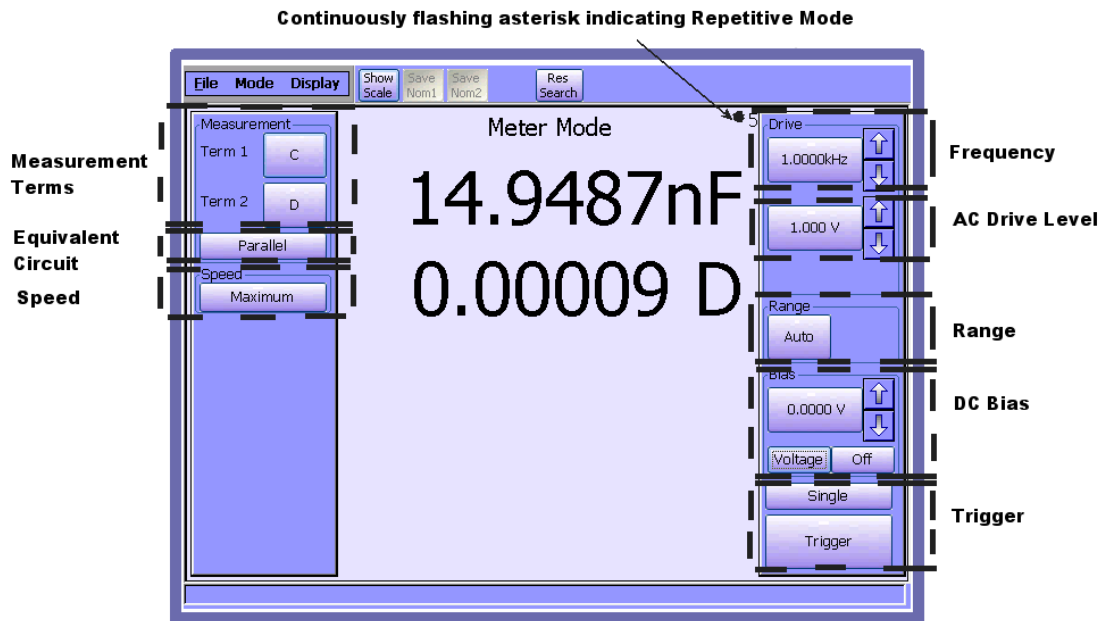 Continuously flashing asterisk indicating Repetitive Mode
File Mode Display
Show Scale
Save Nom1
Save Nom2
Res Search
Measurement Terms
Equivalent Circuit
Speed
Measurement
Term 1 C
Term 2 D
Parallel
Speed
Maximum
Meter Mode
14.9487nF
0.00009 D
5
Drive
1.0000kHz
1.000 V
Range
Auto
Bias
0.0000 V
Voltage Off
Single
Trigger
Frequency
AC Drive Level
Range
DC Bias
Trigger